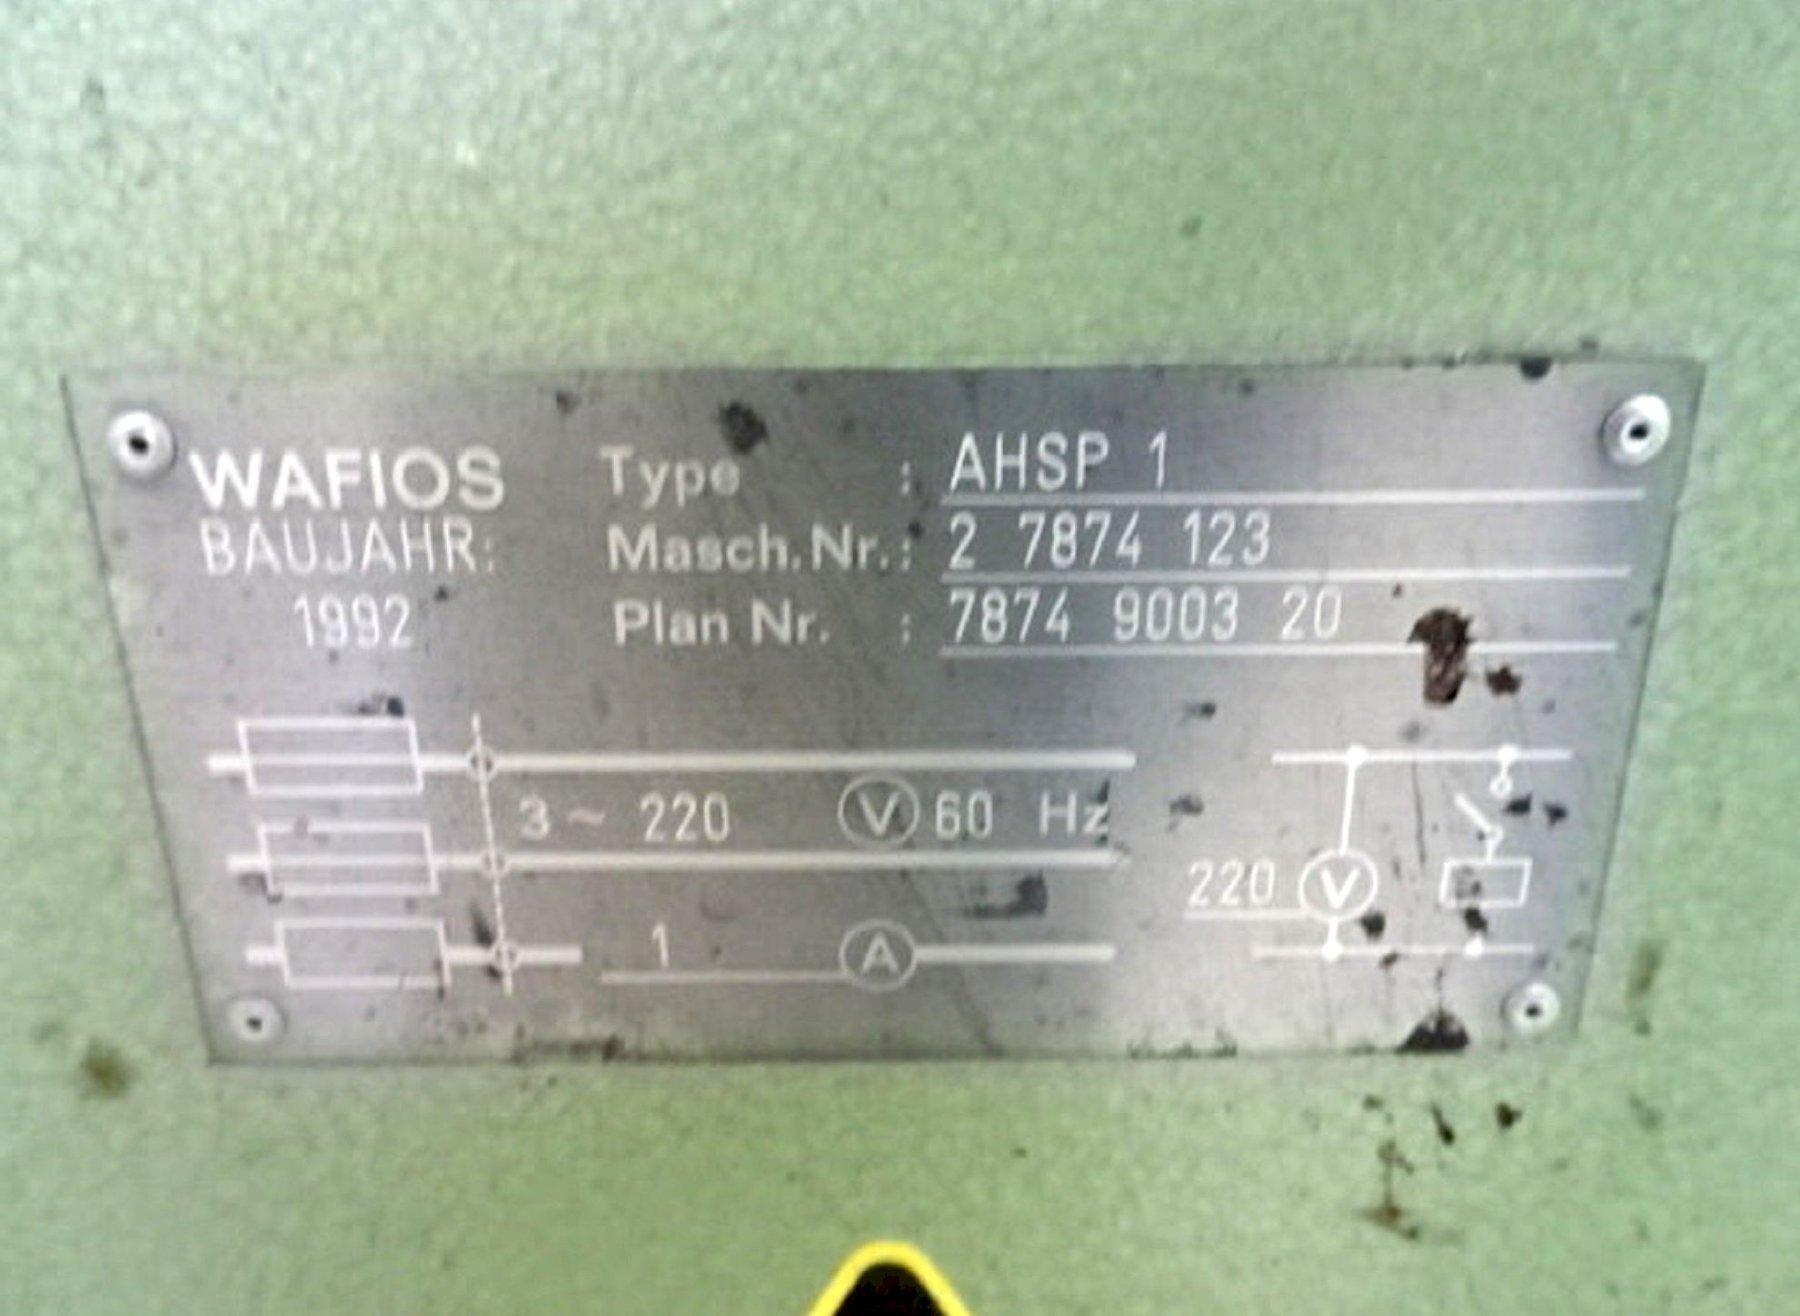 WAFIOS
BAUJAHR:
1992
Type : AHSP 1
Masch.Nr.: 2 7874 123
Plan Nr. : 7874 9003 20
3 ~ 220 V 60 Hz
1 A
220 V